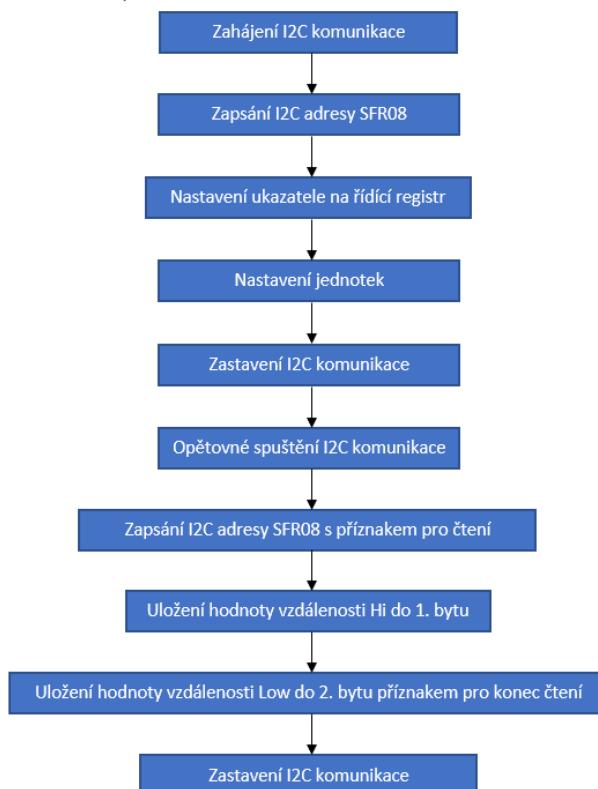 Zahájení I2C komunikace
Zapsání I2C adresy SFR08
Nastavení ukazatele na řídící registr
Nastavení jednotek
Zastavení I2C komunikace
Opětovné spuštění I2C komunikace
Zapsání I2C adresy SFR08 s příznakem pro čtení
Uložení hodnoty vzdálenosti Hi do 1. bytu
Uložení hodnoty vzdálenosti Low do 2. bytu příznakem pro konec čtení
Zastavení I2C komunikace